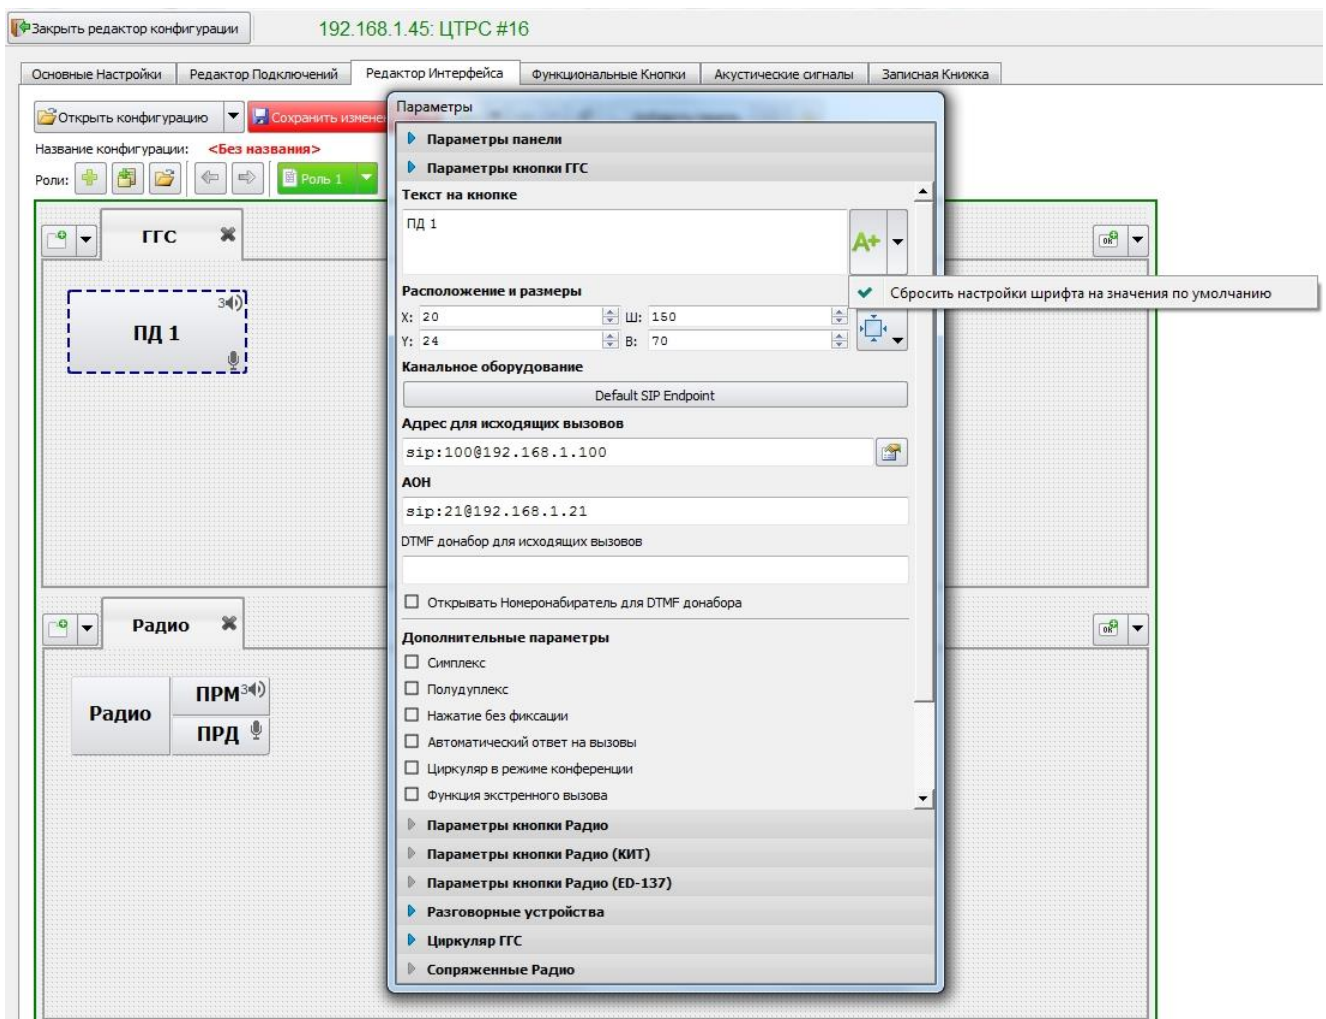 Закрыть редактор конфигурации
192.168.1.45: ЦТРС #16
Основные Настройки
Редактор Подключений
Редактор Интерфейса
Функциональные Кнопки
Акустические сигналы
Записная Книжка
Открыть конфигурацию
Сохранить измене
Название конфигурации: <Без названия>
Роли:
Роль 1
ГГС
3
ПД 1
Радио
Радио
ПРМ 3
ПРД
Параметры
Параметры панели
Параметры кнопки ГГС
Текст на кнопке
ПД 1
A+
Сбросить настройки шрифта на значения по умолчанию
Расположение и размеры
X: 20 Ш: 150
Y: 24 В: 70
Канальное оборудование
Default SIP Endpoint
Адрес для исходящих вызовов
sip:100@192.168.1.100
АОН
sip:21@192.168.1.21
DTMF донабор для исходящих вызовов
Открывать Номеронабиратель для DTMF донабора
Дополнительные параметры
Симплекс
Полудуплекс
Нажатие без фиксации
Автоматический ответ на вызовы
Циркуляр в режиме конференции
Функция экстренного вызова
Параметры кнопки Радио
Параметры кнопки Радио (КИТ)
Параметры кнопки Радио (ED-137)
Разговорные устройства
Циркуляр ГГС
Сопряженные Радио